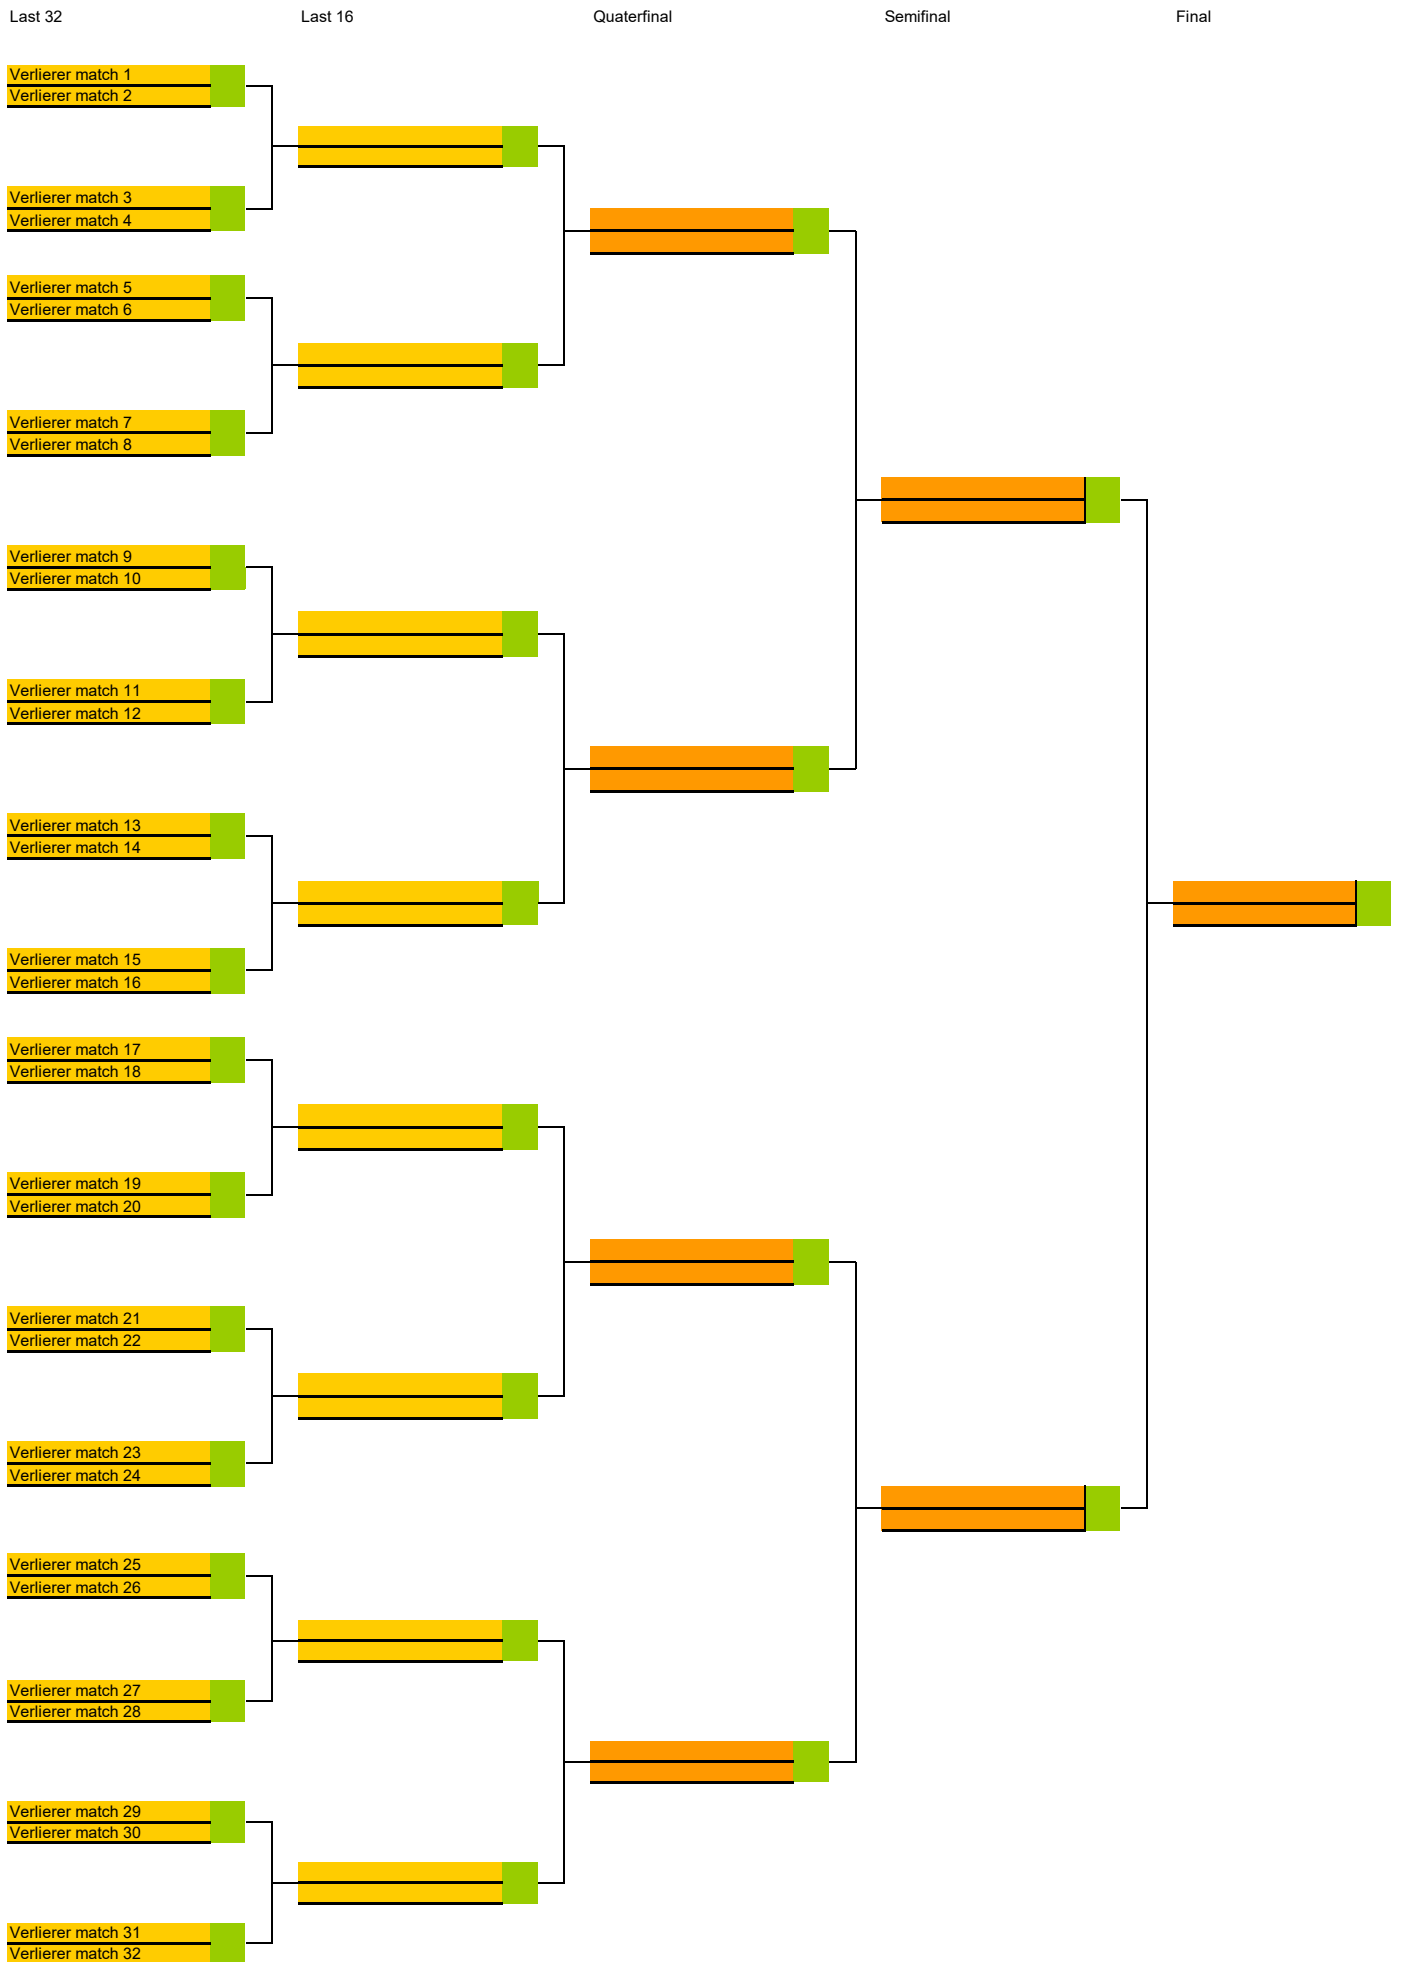 Last 32 Last 16 Quaterfinal Semifinal Final
Verlierer match 1
Verlierer match 2
Verlierer match 3
Verlierer match 4
Verlierer match 5
Verlierer match 6
Verlierer match 7
Verlierer match 8
Verlierer match 9
Verlierer match 10
Verlierer match 11
Verlierer match 12
Verlierer match 13
Verlierer match 14
Verlierer match 15
Verlierer match 16
Verlierer match 17
Verlierer match 18
Verlierer match 19
Verlierer match 20
Verlierer match 21
Verlierer match 22
Verlierer match 23
Verlierer match 24
Verlierer match 25
Verlierer match 26
Verlierer match 27
Verlierer match 28
Verlierer match 29
Verlierer match 30
Verlierer match 31
Verlierer match 32